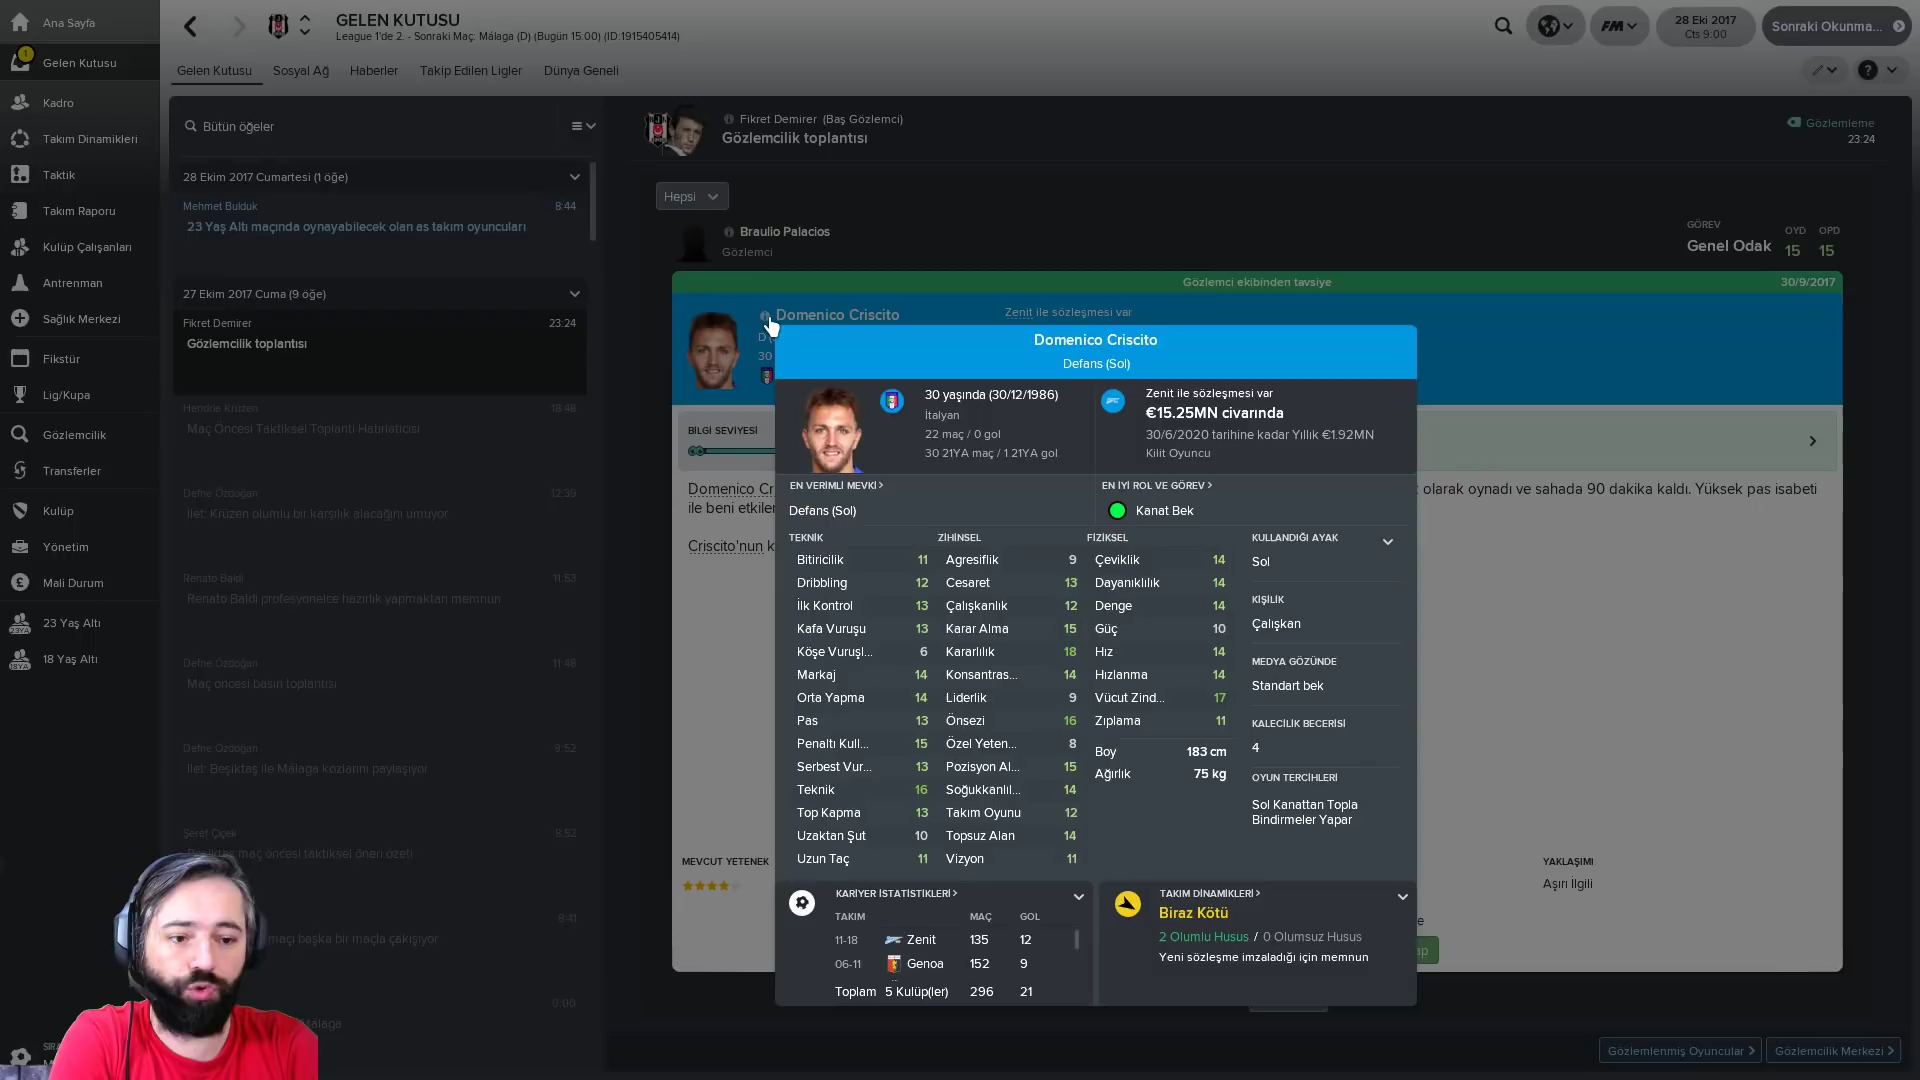 Ana Sayfa
1
Gelen Kutusu
Kadro
Takım Dinamikleri
Taktik
Takım Raporu
Kulüp Çalışanları
Antrenman
Sağlık Merkezi
Fikstür
Lig/Kupa
Gözlemcilik
Transferler
Kulüp
Yönetim
Mali Durum
23 Yaş Altı
18 Yaş Altı
GELEN KUTUSU
League 1'de 2. - Sonraki Maç: Málaga (D) (Bugün 15:00) (ID:1915405414)
FM
28 Eki 2017
Cts 9:00
Sonraki Okunma...
Gelen Kutusu
Sosyal Ağ
Haberler
Takip Edilen Ligler
Dünya Geneli
Bütün öğeler
28 Ekim 2017 Cumartesi (1 öğe)
Mehmet Bulduk 8:44
23 Yaş Altı maçında oynayabilecek olan as takım oyuncuları
27 Ekim 2017 Cuma (9 öğe)
Fikret Demirer 23:24
Gözlemcilik toplantısı
Hendrie Krüzen 18:48
Maç Öncesi Taktiksel Toplantı Hatırlatıcısı
Defne Özdoğan 12:39
İlet: Krüzen olumlu bir karşılık alacağını umuyor
Renato Baldi 11:53
Renato Baldi profesyonelce hazırlık yapmaktan memnun
Defne Özdoğan 11:48
Maç öncesi basın toplantısı
Defne Özdoğan 9:52
İlet: Beşiktaş ile Málaga kozlarını paylaşıyor
Şeref Çiçek 8:52
Beşiktaş maç öncesi taktiksel öneri özeti
8:41
maçı başka bir maçla çakışıyor
0:00
Málaga
Fikret Demirer (Baş Gözlemci)
Gözlemcilik toplantısı
Gözlemleme
23:24
Hepsi
Braulio Palacios
Gözlemci
GÖREV
Genel Odak
OYD OPD
15 15
Gözlemci ekibinden tavsiye
30/9/2017
Domenico Criscito
Zenit ile sözleşmesi var
30
BİLGİ SEVİYESİ
Domenico Cr
olarak oynadı ve sahada 90 dakika kaldı. Yüksek pas isabeti
ile beni etkiler
Criscito'nun k
MEVCUT YETENEK
YAKLAŞIMI
Aşırı İlgili
Domenico Criscito
Defans (Sol)
30 yaşında (30/12/1986)
İtalyan
22 maç / 0 gol
30 21YA maç / 1 21YA gol
Zenit ile sözleşmesi var
€15.25MN civarında
30/6/2020 tarihine kadar Yıllık €1.92MN
Kilit Oyuncu
EN VERİMLİ MEVKİ >
Defans (Sol)
EN İYİ ROL VE GÖREV >
Kanat Bek
TEKNİK
Bitiricilik 11
Dribbling 12
İlk Kontrol 13
Kafa Vuruşu 13
Köşe Vuruşl... 6
Markaj 14
Orta Yapma 14
Pas 13
Penaltı Kull... 15
Serbest Vur... 13
Teknik 16
Top Kapma 13
Uzaktan Şut 10
Uzun Taç 11
ZİHİNSEL
Agresiflik 9
Cesaret 13
Çalışkanlık 12
Karar Alma 15
Kararlılık 18
Konsantras... 14
Liderlik 9
Önsezi 16
Özel Yeten... 8
Pozisyon Al... 15
Soğukkanlıl... 14
Takım Oyunu 12
Topsuz Alan 14
Vizyon 11
FİZİKSEL
Çeviklik 14
Dayanıklılık 14
Denge 14
Güç 10
Hız 14
Hızlanma 14
Vücut Zind... 17
Zıplama 11
Boy 183 cm
Ağırlık 75 kg
KULLANDIĞI AYAK
Sol
KİŞİLİK
Çalışkan
MEDYA GÖZÜNDE
Standart bek
KALECİLİK BECERİSİ
4
OYUN TERCİHLERİ
Sol Kanattan Topla
Bindirmeler Yapar
KARİYER İSTATİSTİKLERİ >
TAKIM MAÇ GOL
11-18 Zenit 135 12
06-11 Genoa 152 9
Toplam 5 Kulüp(ler) 296 21
TAKIM DİNAMİKLERİ >
Biraz Kötü
2 Olumlu Husus / 0 Olumsuz Husus
Yeni sözleşme imzaladığı için memnun
Gözlemlenmiş Oyuncular >
Gözlemcilik Merkezi >